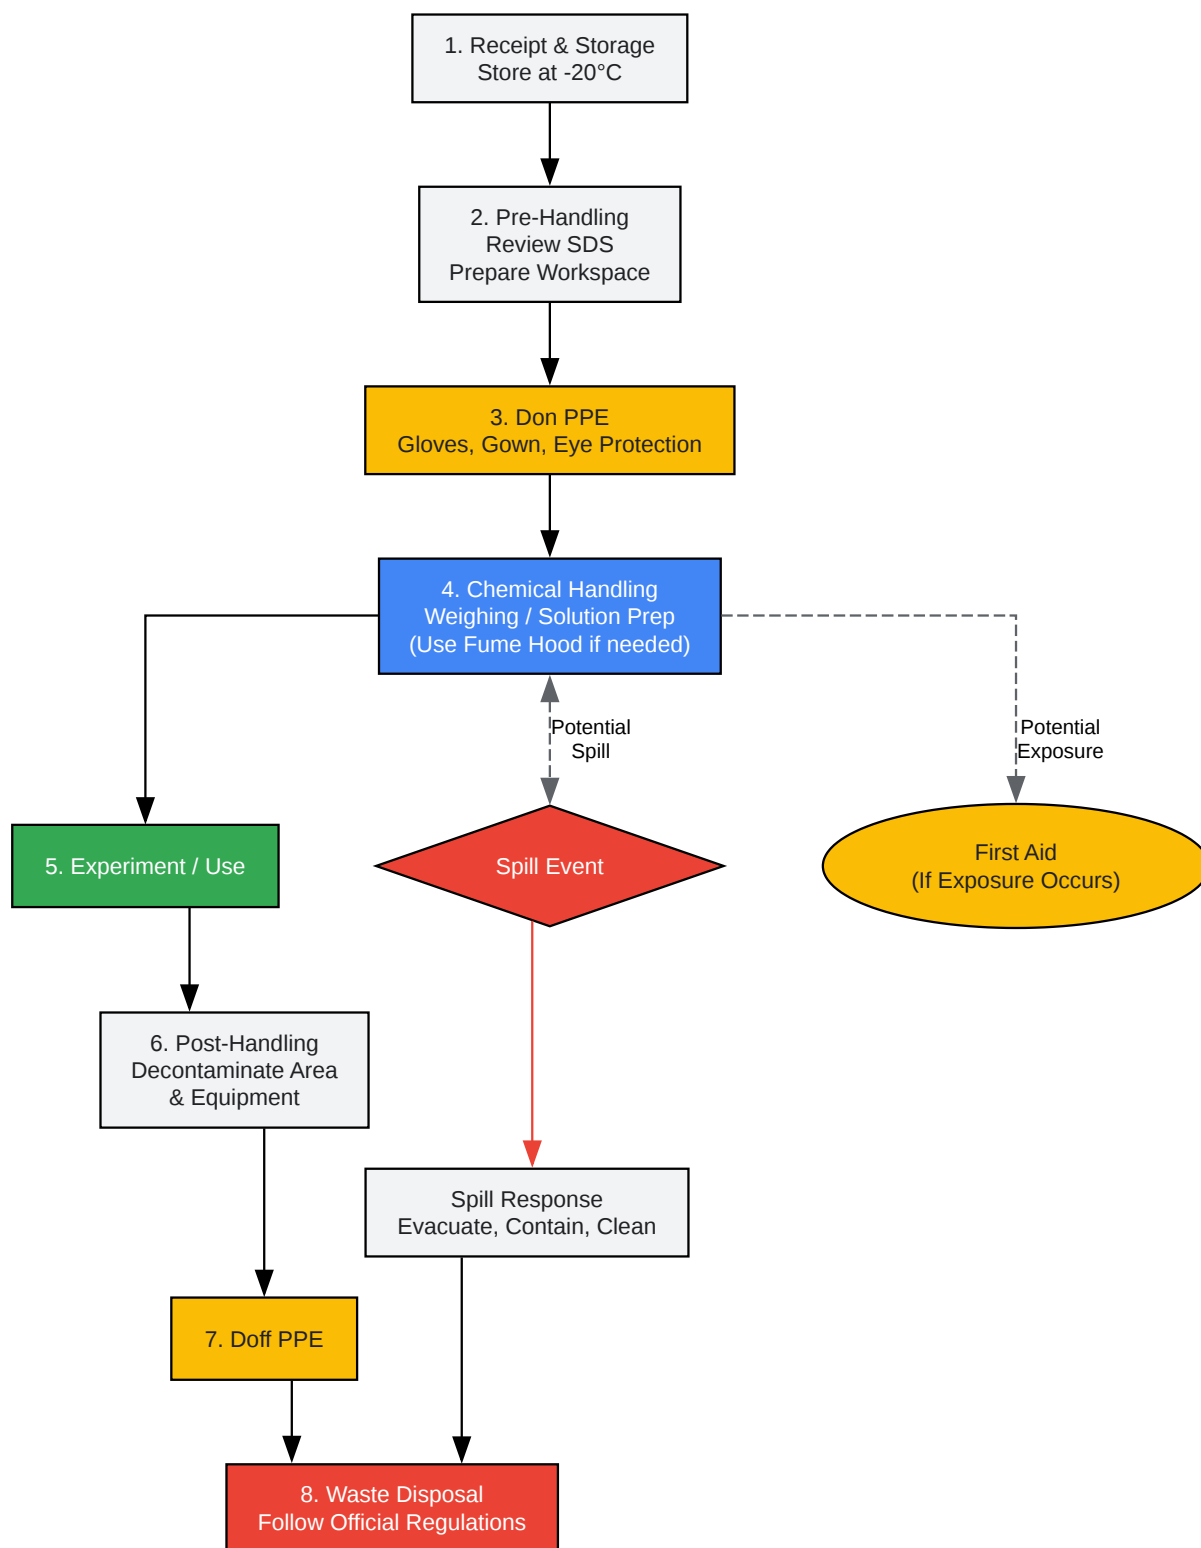 1. Receipt & Storage
Store at -20°C
2. Pre-Handling
Review SDS
Prepare Workspace
3. Don PPE
Gloves, Gown, Eye Protection
4. Chemical Handling
Weighing / Solution Prep
(Use Fume Hood if needed)
Potential
Spill
Potential
Exposure
5. Experiment / Use
Spill Event
First Aid
(If Exposure Occurs)
6. Post-Handling
Decontaminate Area
& Equipment
Spill Response
Evacuate, Contain, Clean
7. Doff PPE
8. Waste Disposal
Follow Official Regulations